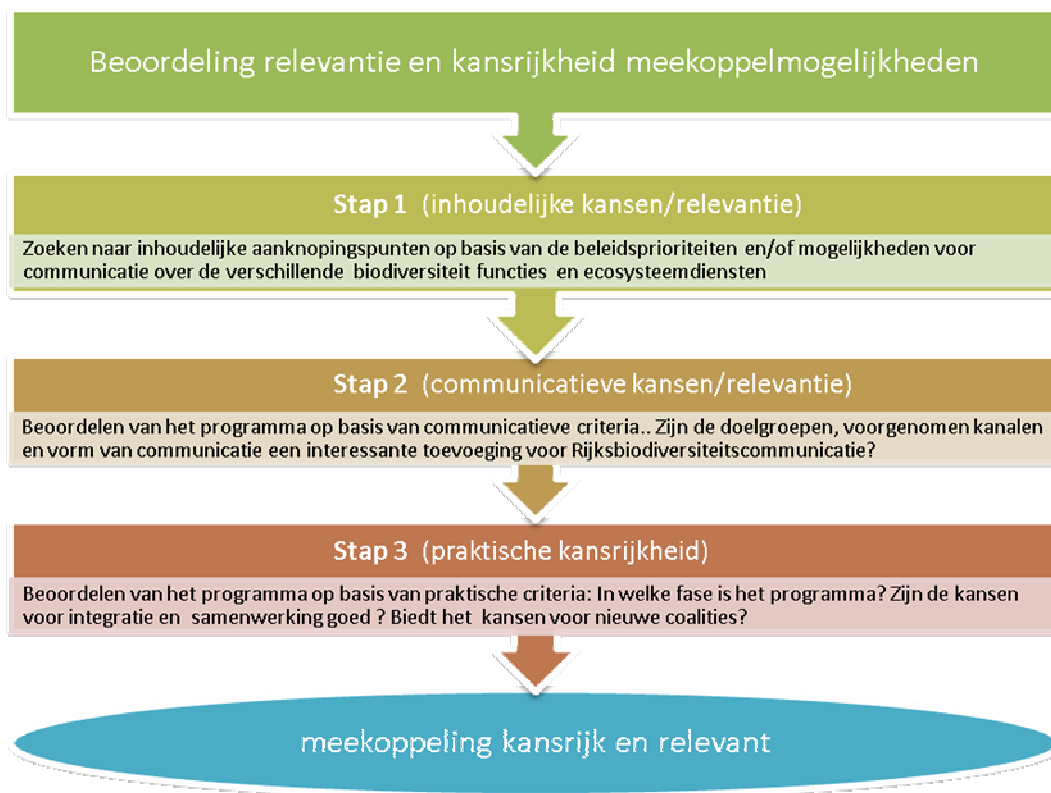 Beoordeling relevantie en kansrijkheid meekoppelmogelijkheden
Stap 1 (inhoudelijke kansen/relevantie)
Zoeken naar inhoudelijke aanknopingspunten op basis van de beleidsprioriteiten en/of mogelijkheden voor
communicatie over de verschillende biodiversiteit functies en ecosysteemdiensten
Stap 2 (communicatieve kansen/relevantie)
Beoordelen van het programma op basis van communicatieve criteria.. Zijn de doelgroepen, voorgenomen kanalen
en vorm van communicatie een interessante toevoeging voor Rijksbiodiversiteitscommunicatie?
Stap 3 (praktische kansrijkheid)
Beoordelen van het programma op basis van praktische criteria: In welke fase is het programma? Zijn de kansen
voor integratie en samenwerking goed ? Biedt het kansen voor nieuwe coalities?
meekoppeling kansrijk en relevant